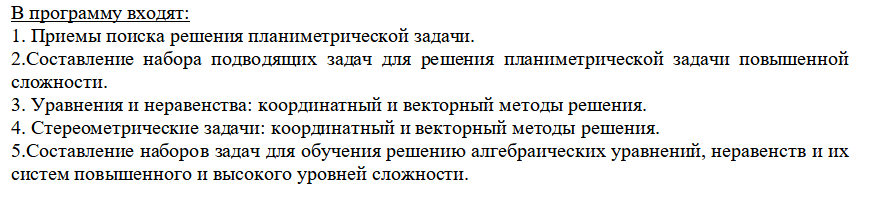 В программу входят:
1. Приемы поиска решения планиметрической задачи.
2.Составление набора подводящих задач для решения планиметрической задачи повышенной
сложности.
3. Уравнения и неравенства: координатный и векторный методы решения.
4. Стереометрические задачи: координатный и векторный методы решения.
5.Составление наборов задач для обучения решению алгебраических уравнений, неравенств и их
систем повышенного и высокого уровней сложности.